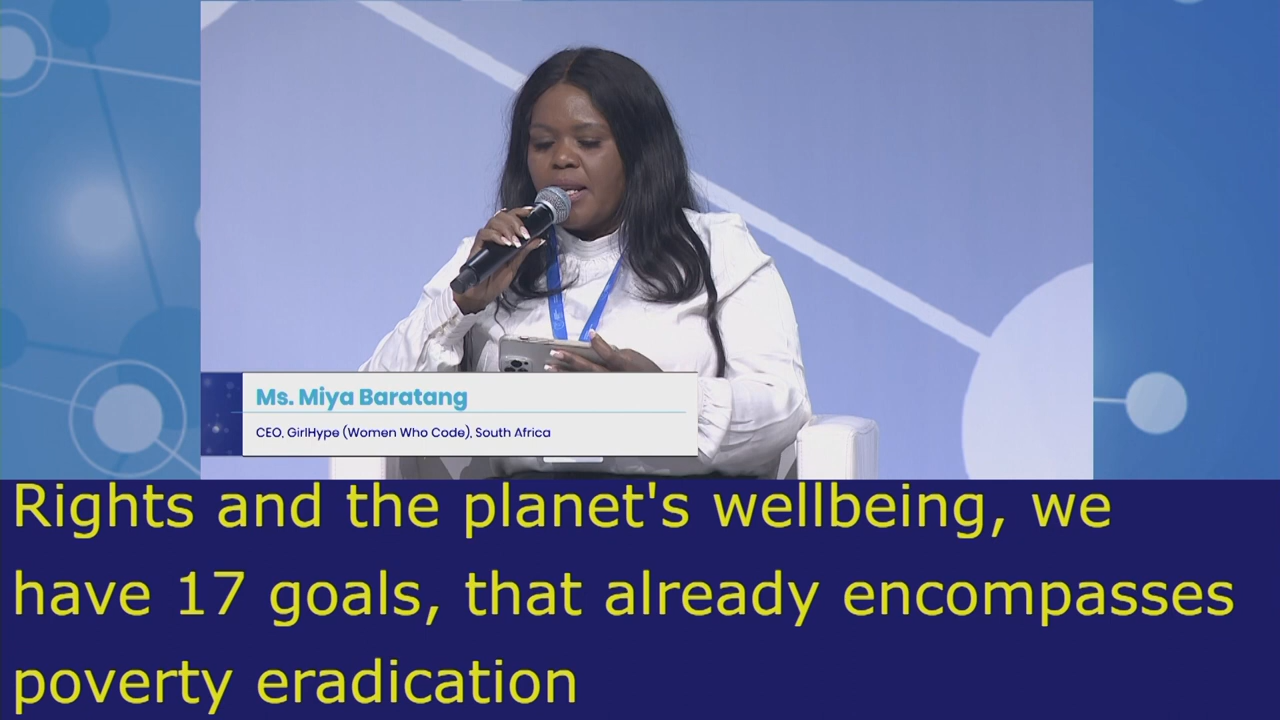 Ms. Miya Baratang
CEO, GirlHype (Women Who Code), South Africa
Rights and the planet's wellbeing, we
have 17 goals, that already encompasses
poverty eradication